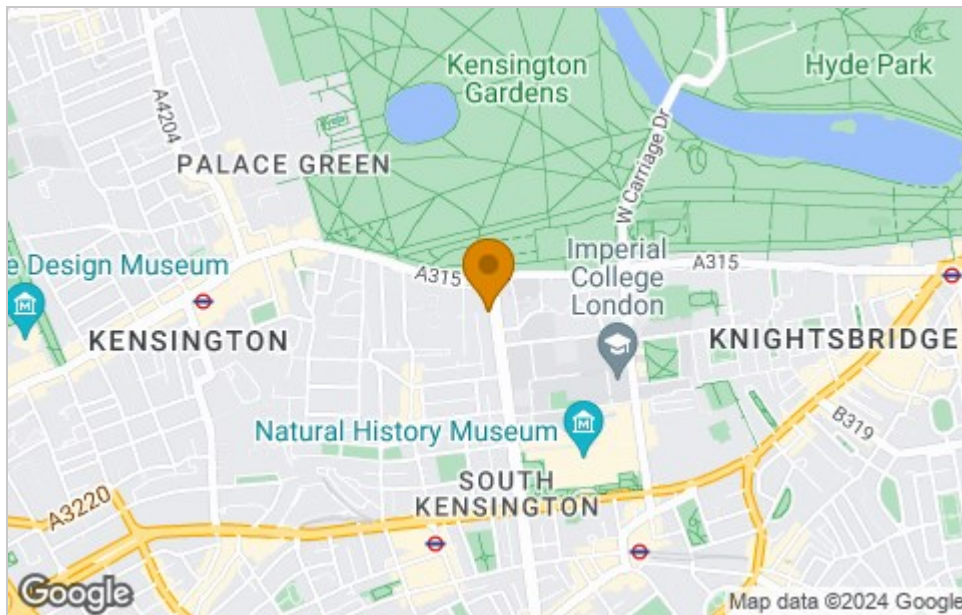 Kensington
Gardens
Hyde Park
A4204
PALACE GREEN
W Carriage Dr
e Design Museum
A315
A315
Imperial
College
London
KENSINGTON
KNIGHTSBRIDGE
B319
Natural History Museum
SOUTH
KENSINGTON
A3220
Google
Map data ©2024 Google